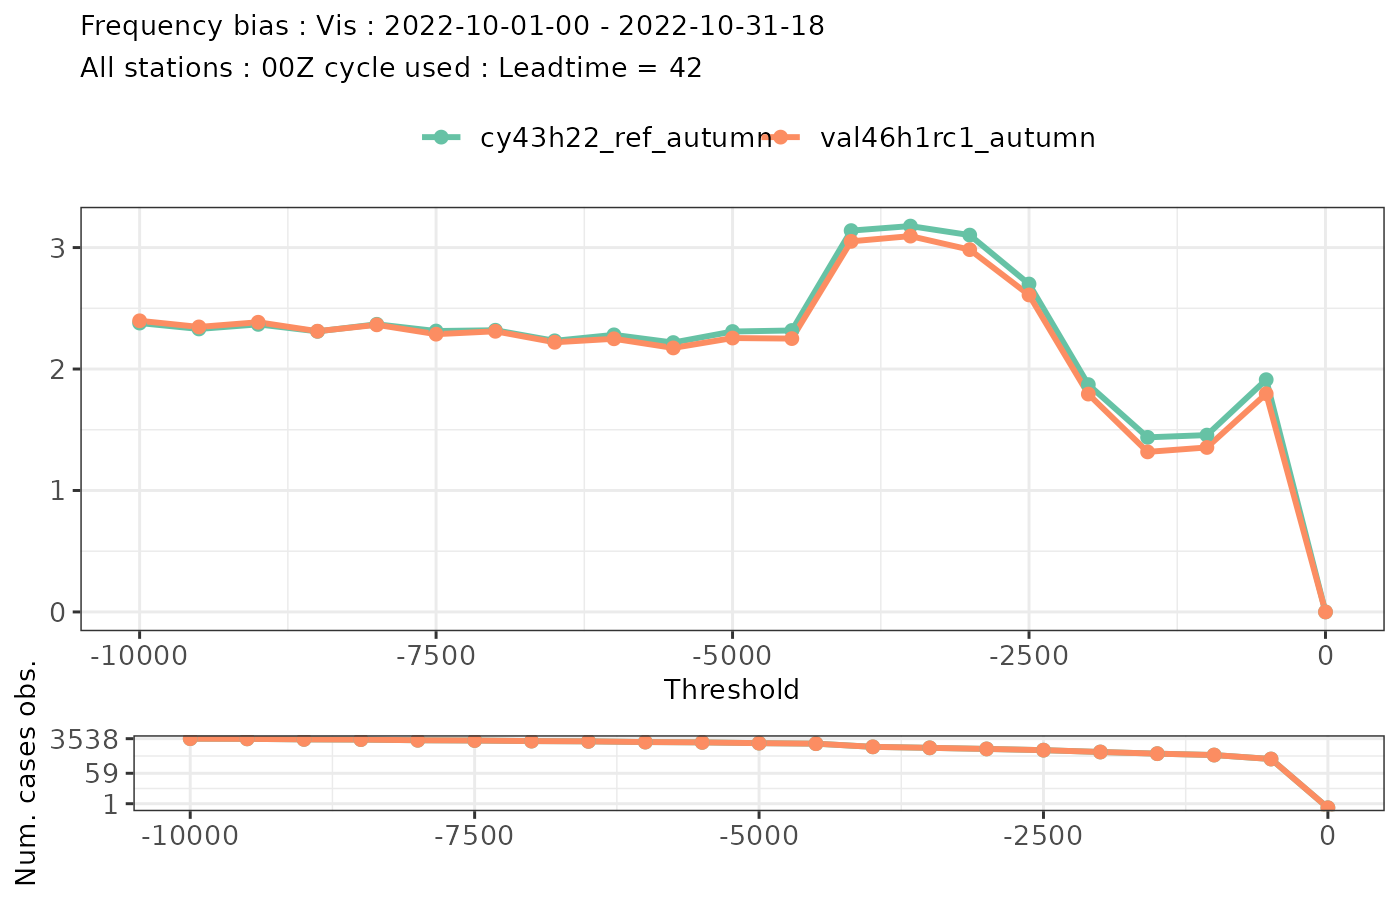 Frequency bias : Vis : 2022-10-01-00 - 2022-10-31-18
All stations : 00Z cycle used : Leadtime = 42
cy43h22_ref_autumn val46h1rc1_autumn
3
2
1
0
-10000 -7500 -5000 -2500 0
Threshold
Num. cases obs.
3538
59
1
-10000 -7500 -5000 -2500 0